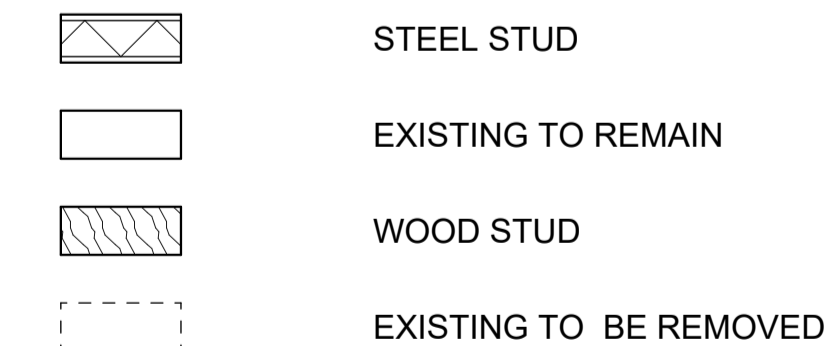 STEEL STUD
EXISTING TO REMAIN
WOOD STUD
EXISTING TO  BE REMOVED